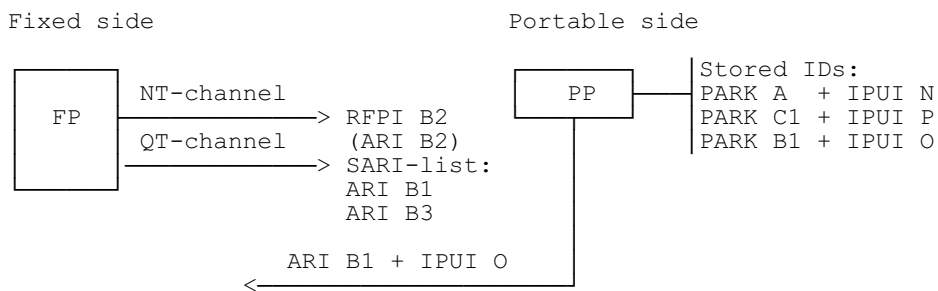 Fixed side
Portable side
FP
NT-channel
RFPI B2
(ARI B2)
QT-channel
SARI-list:
ARI B1
ARI B3
PP
Stored IDs:
PARK A + IPUI N
PARK C1 + IPUI P
PARK B1 + IPUI O
ARI B1 + IPUI O